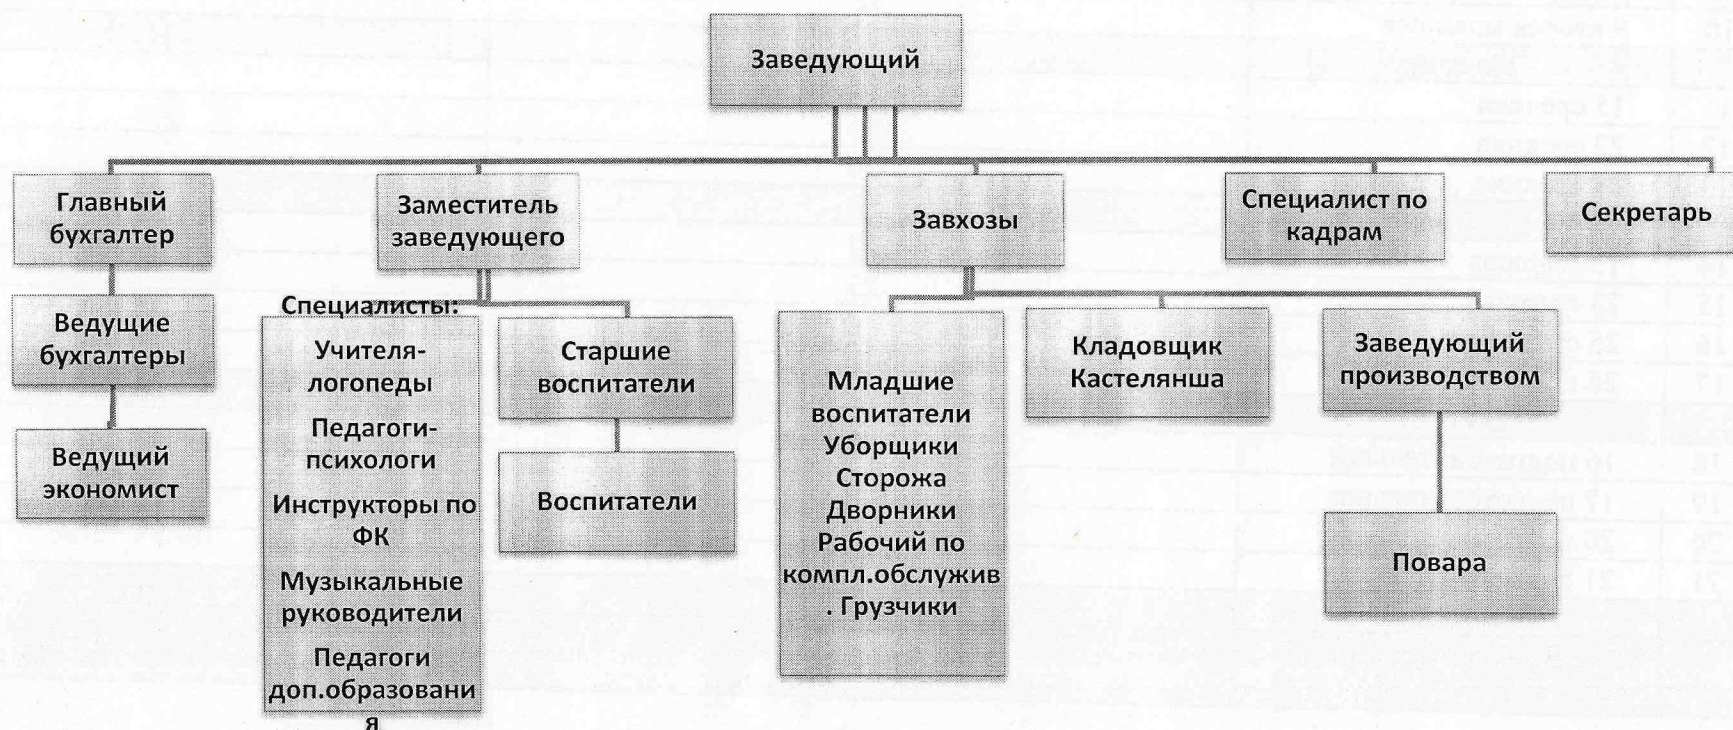 Заведующий
Главный
бухгалтер
Заместитель
заведующего
Завхозы
Специалист по
кадрам
Секретарь
Ведущие
бухгалтеры
Ведущий
экономист
Специалисты:
Учителя-
логопеды
Педагоги-
психологи
Инструкторы по
ФК
Музыкальные
руководители
Педагоги
доп.образовани
я
Старшие
воспитатели
Воспитатели
Младшие
воспитатели
Уборщики
Сторожа
Дворники
Рабочий по
компл.обслужив
. Грузчики
Кладовщик
Кастелянша
Заведующий
производством
Повара